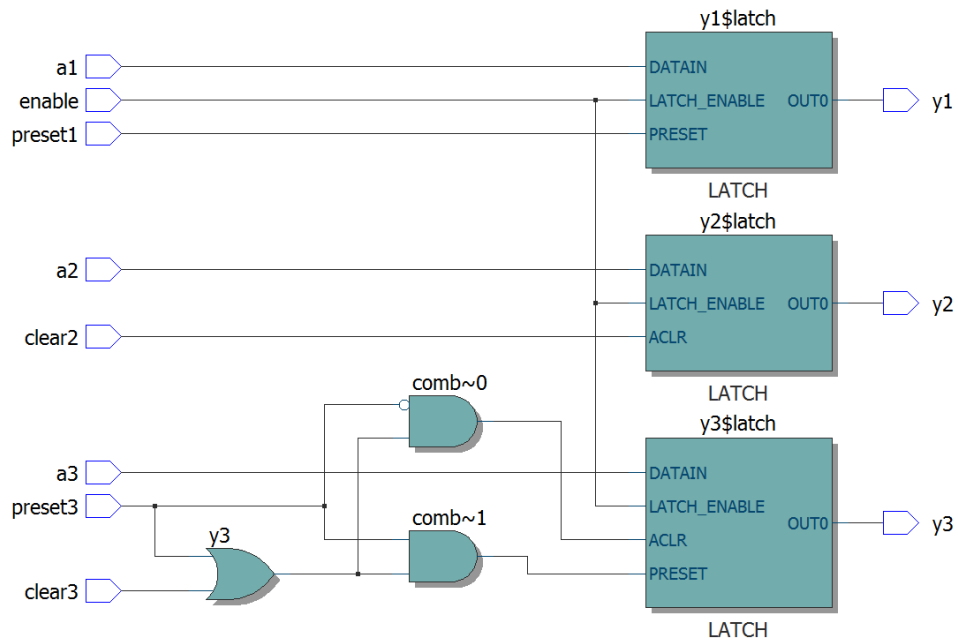 y1$latch
a1
DATAIN
enable
LATCH_ENABLE OUT0
y1
preset1
PRESET
LATCH
y2$latch
a2
DATAIN
LATCH_ENABLE OUT0
y2
clear2
ACLR
LATCH
comb~0
y3$latch
a3
DATAIN
preset3
LATCH_ENABLE
OUT0
y3
comb~1
y3
ACLR
PRESET
clear3
LATCH